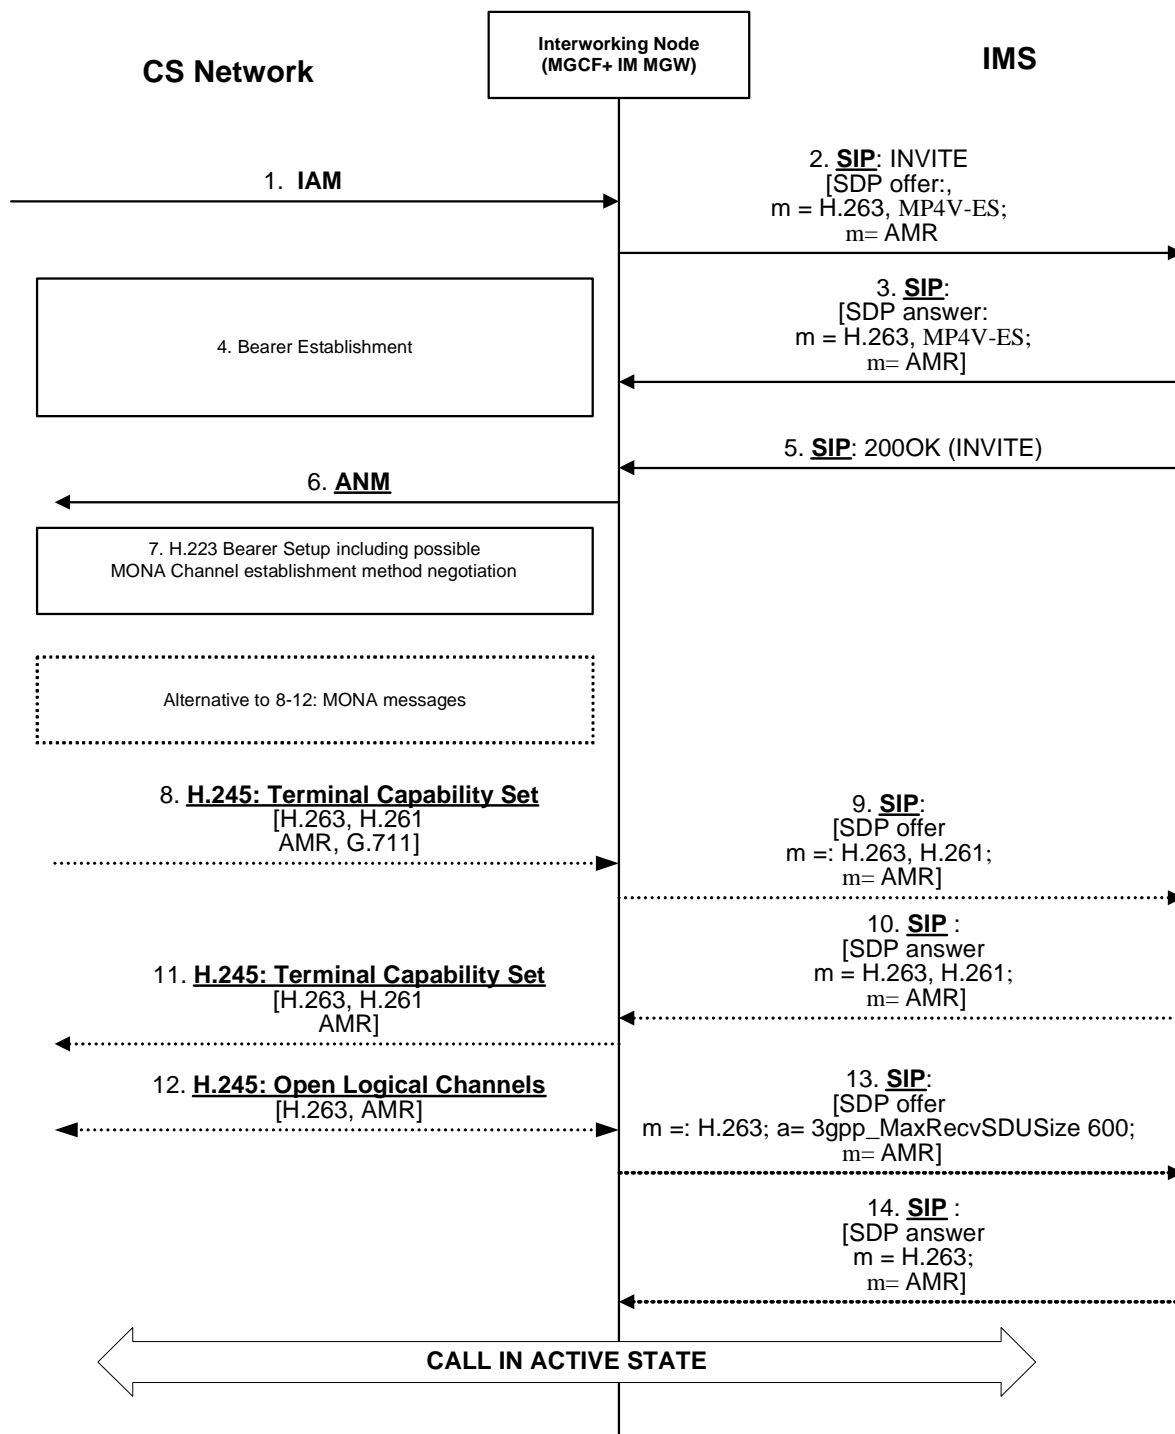 Interworking Node
(MGCF+ IM MGW)
CS Network
IMS
1. IAM
2. SIP: INVITE
[SDP offer:,
m = H.263, MP4V-ES;
m= AMR
3. SIP:
[SDP answer:
m = H.263, MP4V-ES;
m= AMR]
4. Bearer Establishment
5. SIP: 200OK (INVITE)
6. ANM
7. H.223 Bearer Setup including possible
MONA Channel establishment method negotiation
Alternative to 8-12: MONA messages
8. H.245: Terminal Capability Set
[H.263, H.261
AMR, G.711]
9. SIP:
[SDP offer
m =: H.263, H.261;
m= AMR]
10. SIP :
[SDP answer
m = H.263, H.261;
m= AMR]
11. H.245: Terminal Capability Set
[H.263, H.261
AMR]
12. H.245: Open Logical Channels
[H.263, AMR]
13. SIP:
[SDP offer
m =: H.263; a= 3gpp_MaxRecvSDUSize 600;
m= AMR]
14. SIP :
[SDP answer
m = H.263;
m= AMR]
CALL IN ACTIVE STATE